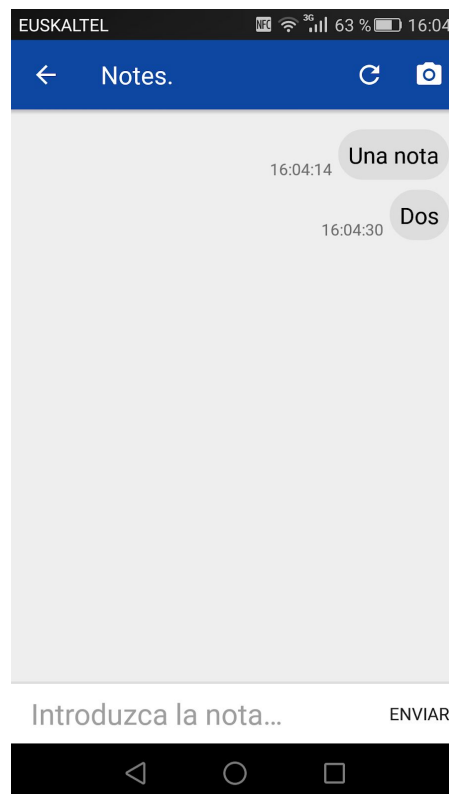 EUSKALTEL NFC 3G 63 % 16:04
Notes.
16:04:14 Una nota
16:04:30 Dos
Introduzca la nota... ENVIAR